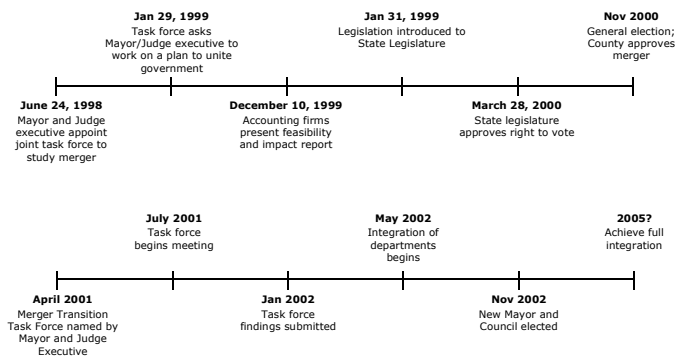 Jan 29, 1999
Task force asks
Mayor/Judge executive to
work on a plan to unite
government
Jan 31, 1999
Legislation introduced to
State Legislature
Nov 2000
General election;
County approves
merger
June 24, 1998
Mayor and Judge
executive appoint
joint task force to
study merger
December 10, 1999
Accounting firms
present feasibility
and impact report
March 28, 2000
State legislature
approves right to vote
July 2001
Task force
begins meeting
May 2002
Integration of
departments
begins
2005?
Achieve full
integration
April 2001
Merger Transition
Task Force named by
Mayor and Judge
Executive
Jan 2002
Task force
findings submitted
Nov 2002
New Mayor and
Council elected